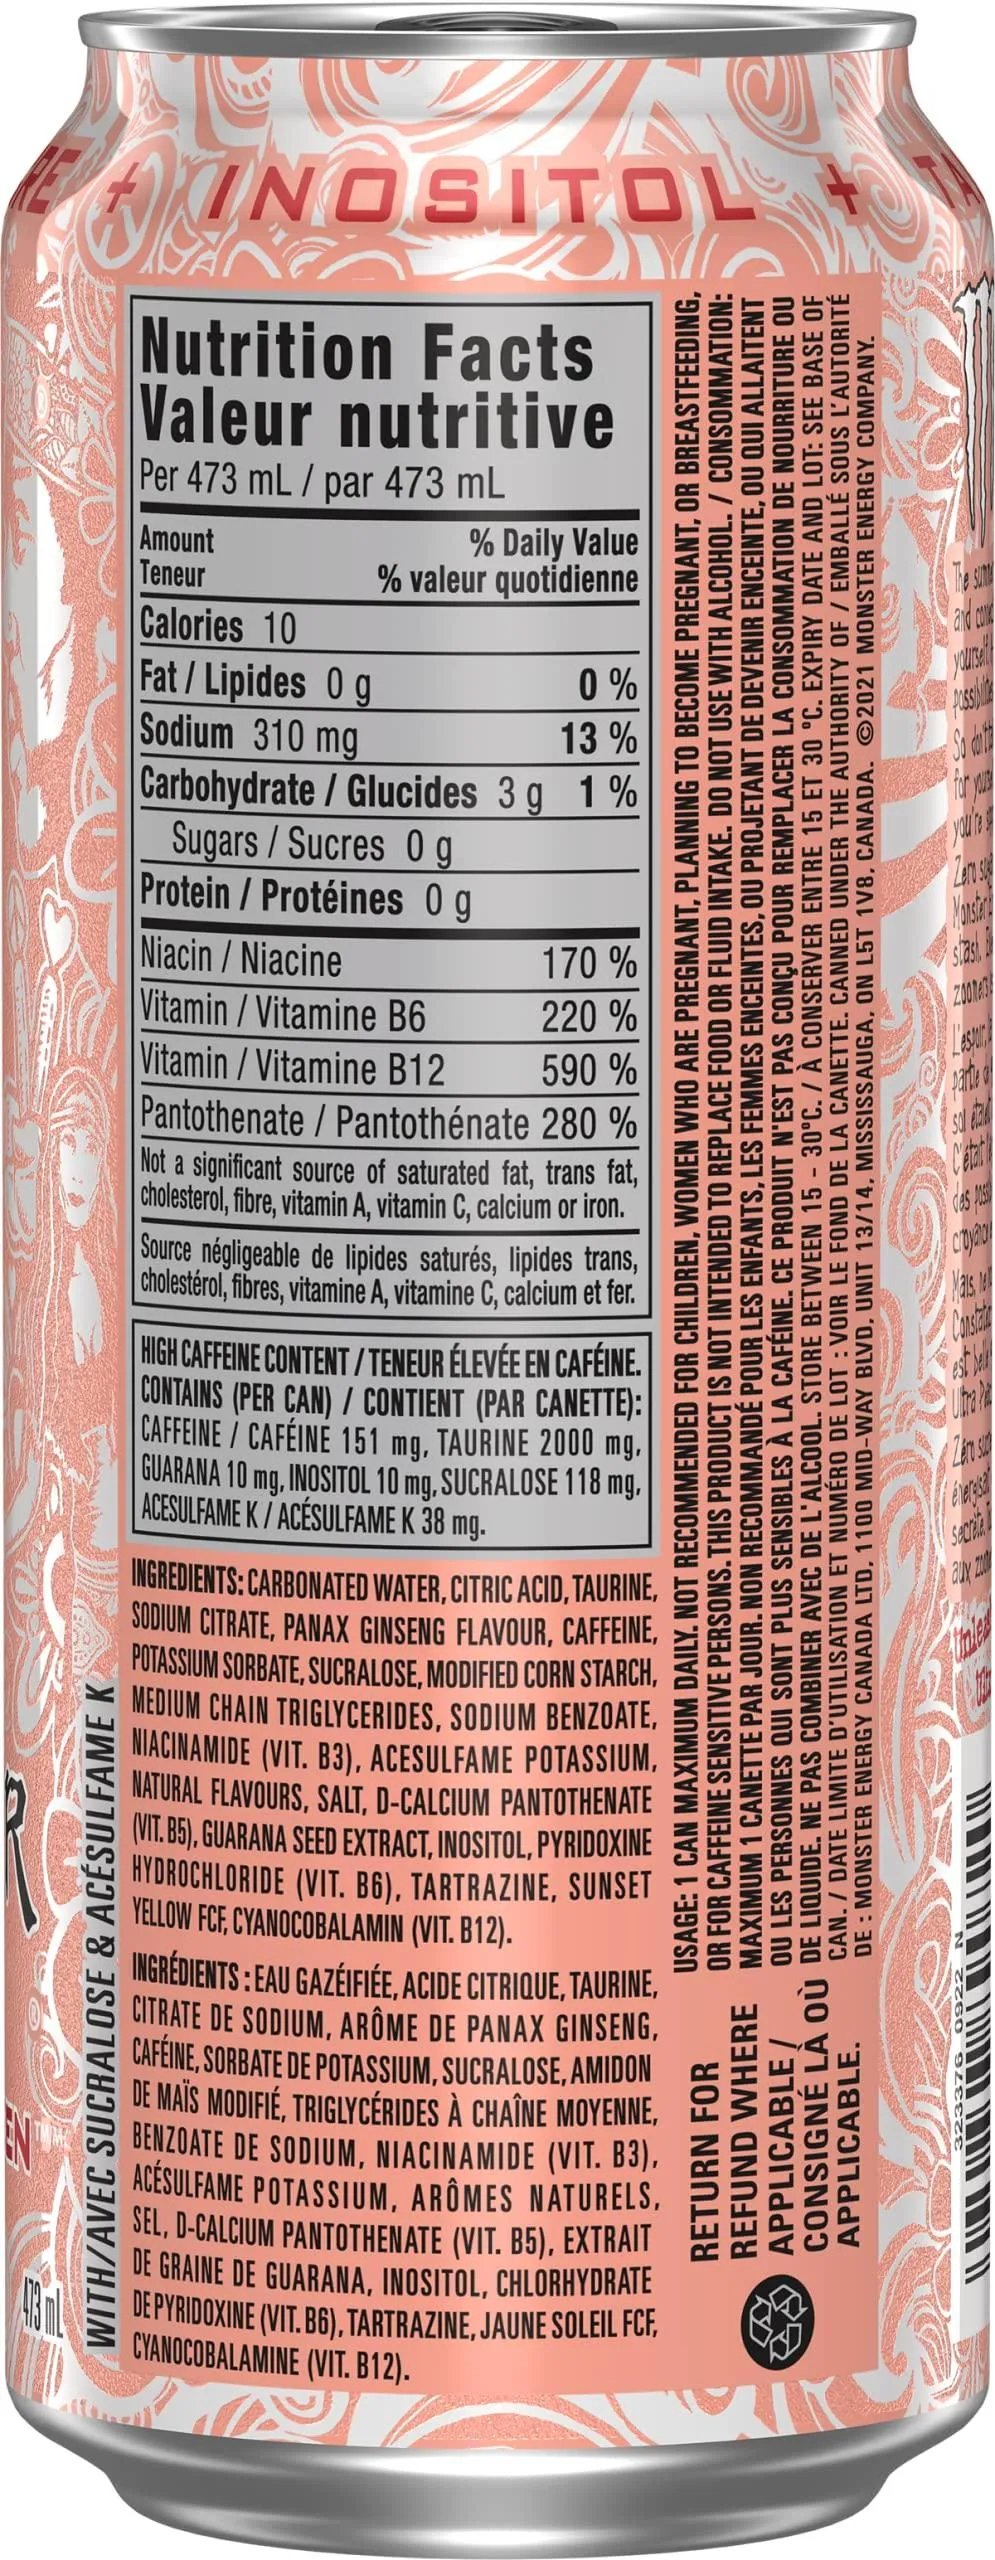 + INOSITOL +
Nutrition Facts
Valeur nutritive
Per 473 mL / par 473 mL
Amount % Daily Value
Teneur % valeur quotidienne
Calories 10
Fat / Lipides 0 g 0 %
Sodium 310 mg 13 %
Carbohydrate / Glucides 3 g 1 %
Sugars / Sucres 0 g
Protein / Protéines 0 g
Niacin / Niacine 170 %
Vitamin / Vitamine B6 220 %
Vitamin / Vitamine B12 590 %
Pantothenate / Pantothénate 280 %
Not a significant source of saturated fat, trans fat,
cholesterol, fibre, vitamin A, vitamin C, calcium or iron.
Source négligeable de lipides saturés, lipides trans,
cholestérol, fibres, vitamine A, vitamine C, calcium et fer.
HIGH CAFFEINE CONTENT / TENEUR ÉLEVÉE EN CAFÉINE.
CONTAINS (PER CAN) / CONTIENT (PAR CANETTE):
CAFFEINE / CAFÉINE 151 mg, TAURINE 2000 mg,
GUARANA 10 mg, INOSITOL 10 mg, SUCRALOSE 118 mg,
ACESULFAME K / ACÉSULFAME K 38 mg.
INGREDIENTS: CARBONATED WATER, CITRIC ACID, TAURINE,
SODIUM CITRATE, PANAX GINSENG FLAVOUR, CAFFEINE,
POTASSIUM SORBATE, SUCRALOSE, MODIFIED CORN STARCH,
MEDIUM CHAIN TRIGLYCERIDES, SODIUM BENZOATE,
NIACINAMIDE (VIT. B3), ACESULFAME POTASSIUM,
NATURAL FLAVOURS, SALT, D-CALCIUM PANTOTHENATE
(VIT. B5), GUARANA SEED EXTRACT, INOSITOL, PYRIDOXINE
HYDROCHLORIDE (VIT. B6), TARTRAZINE, SUNSET
YELLOW FCF, CYANOCOBALAMIN (VIT. B12).
INGRÉDIENTS : EAU GAZÉIFIÉE, ACIDE CITRIQUE, TAURINE,
CITRATE DE SODIUM, ARÔME DE PANAX GINSENG,
CAFÉINE, SORBATE DE POTASSIUM, SUCRALOSE, AMIDON
DE MAÏS MODIFIÉ, TRIGLYCÉRIDES À CHAÎNE MOYENNE,
BENZOATE DE SODIUM, NIACINAMIDE (VIT. B3),
ACÉSULFAME POTASSIUM, ARÔMES NATURELS,
SEL, D-CALCIUM PANTOTHENATE (VIT. B5), EXTRAIT
DE GRAINE DE GUARANA, INOSITOL, CHLORHYDRATE
DE PYRIDOXINE (VIT. B6), TARTRAZINE, JAUNE SOLEIL FCF,
CYANOCOBALAMINE (VIT. B12).
WITH/AVEC SUCRALOSE & ACÉSULFAME K
473 mL
USAGE: 1 CAN MAXIMUM DAILY. NOT RECOMMENDED FOR CHILDREN, WOMEN WHO ARE PREGNANT, PLANNING TO BECOME PREGNANT, OR BREASTFEEDING,
OR FOR CAFFEINE SENSITIVE PERSONS. THIS PRODUCT IS NOT INTENDED TO REPLACE FOOD OR FLUID INTAKE. DO NOT USE WITH ALCOHOL. / CONSOMMATION:
MAXIMUM 1 CANETTE PAR JOUR. NON RECOMMANDÉ POUR LES ENFANTS, LES FEMMES ENCEINTES, OU PROJETANT DE DEVENIR ENCEINTE, OU QUI ALLAITENT
OU LES PERSONNES QUI SONT PLUS SENSIBLES À LA CAFÉINE. CE PRODUIT N'EST PAS CONÇU POUR REMPLACER LA CONSOMMATION DE NOURRITURE OU
DE LIQUIDE. NE PAS COMBINER AVEC DE L'ALCOOL. STORE BETWEEN 15 - 30°C. / À CONSERVER ENTRE 15 ET 30 °C. EXPIRY DATE AND LOT: SEE BASE OF
CAN. / DATE LIMITE D'UTILISATION ET NUMÉRO DE LOT : VOIR LE FOND DE LA CANETTE. CANNED UNDER THE AUTHORITY OF / EMBALLÉ SOUS L'AUTORITÉ
DE : MONSTER ENERGY CANADA LTD, 1100 MID-WAY BLVD, UNIT 13/14, MISSISSAUGA, ON L5T 1V8, CANADA. ©2021 MONSTER ENERGY COMPANY.
RETURN FOR
REFUND WHERE
APPLICABLE /
CONSIGNÉ LÀ OÙ
APPLICABLE.
323376 0922 N